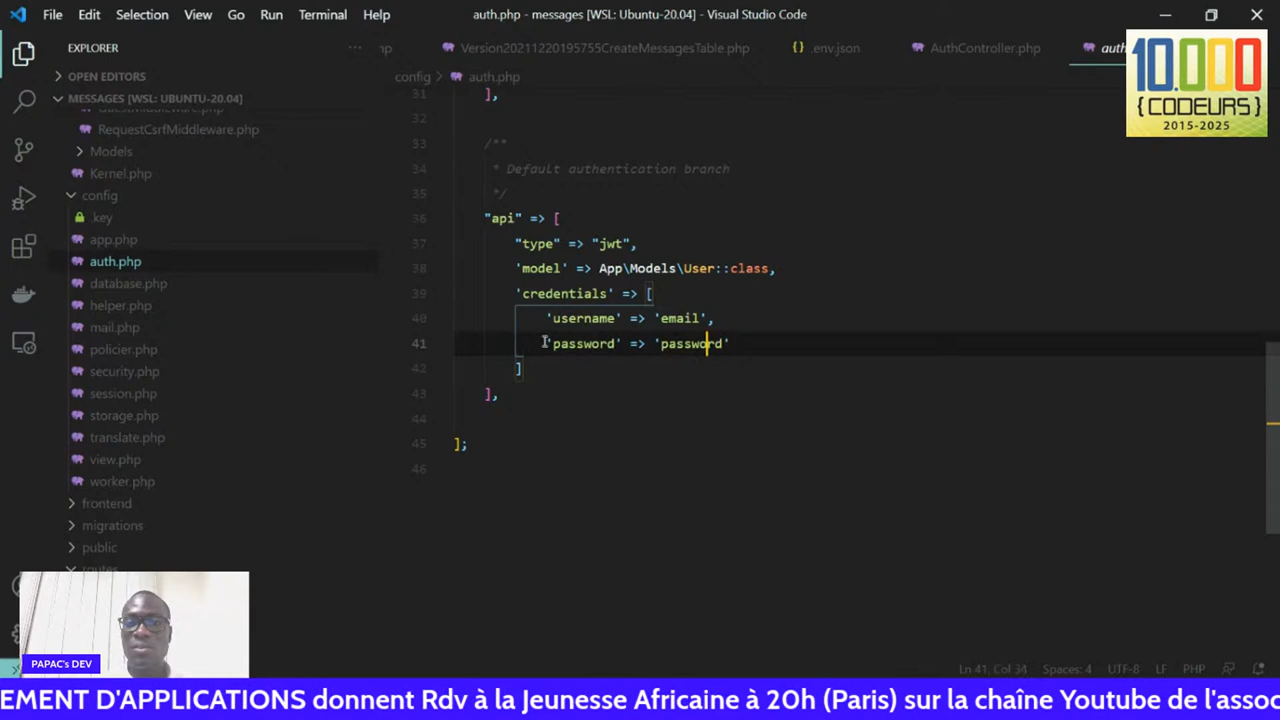 File Edit Selection View Go Run Terminal Help
auth.php - messages [WSL: Ubuntu-20.04] - Visual Studio Code
EXPLORER
OPEN EDITORS
MESSAGES [WSL: UBUNTU-20.04]
RequestCsrfMiddleware.php
Models
Kernel.php
config
.key
app.php
auth.php
database.php
helper.php
mail.php
policier.php
security.php
session.php
storage.php
translate.php
view.php
worker.php
frontend
migrations
public
routes
Version20211220195755CreateMessagesTable.php
.env.json
AuthController.php
config > auth.php
31 ],
32
33 /**
34 * Default authentication branch
35 */
36 "api" => [
37 "type" => "jwt",
38 'model' => App\Models\User::class,
39 'credentials' => [
40 'username' => 'email',
41 'password' => 'password'
42 ]
43 ],
44
45 ];
46
10.000
{CODEURS}
2015-2025
PAPAC's DEV
Ln 41, Col 34 Spaces: 4 UTF-8 LF PHP
EMENT D'APPLICATIONS donnent Rdv à la Jeunesse Africaine à 20h (Paris) sur la chaîne Youtube de l'assoc